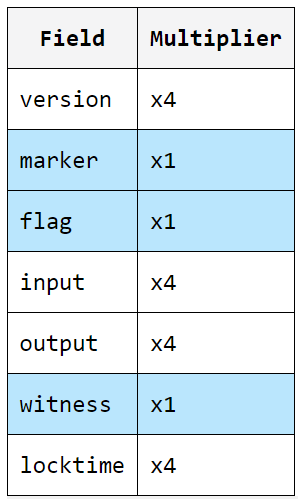 Field Multiplier
version x4
marker x1
flag x1
input x4
output x4
witness x1
locktime x4